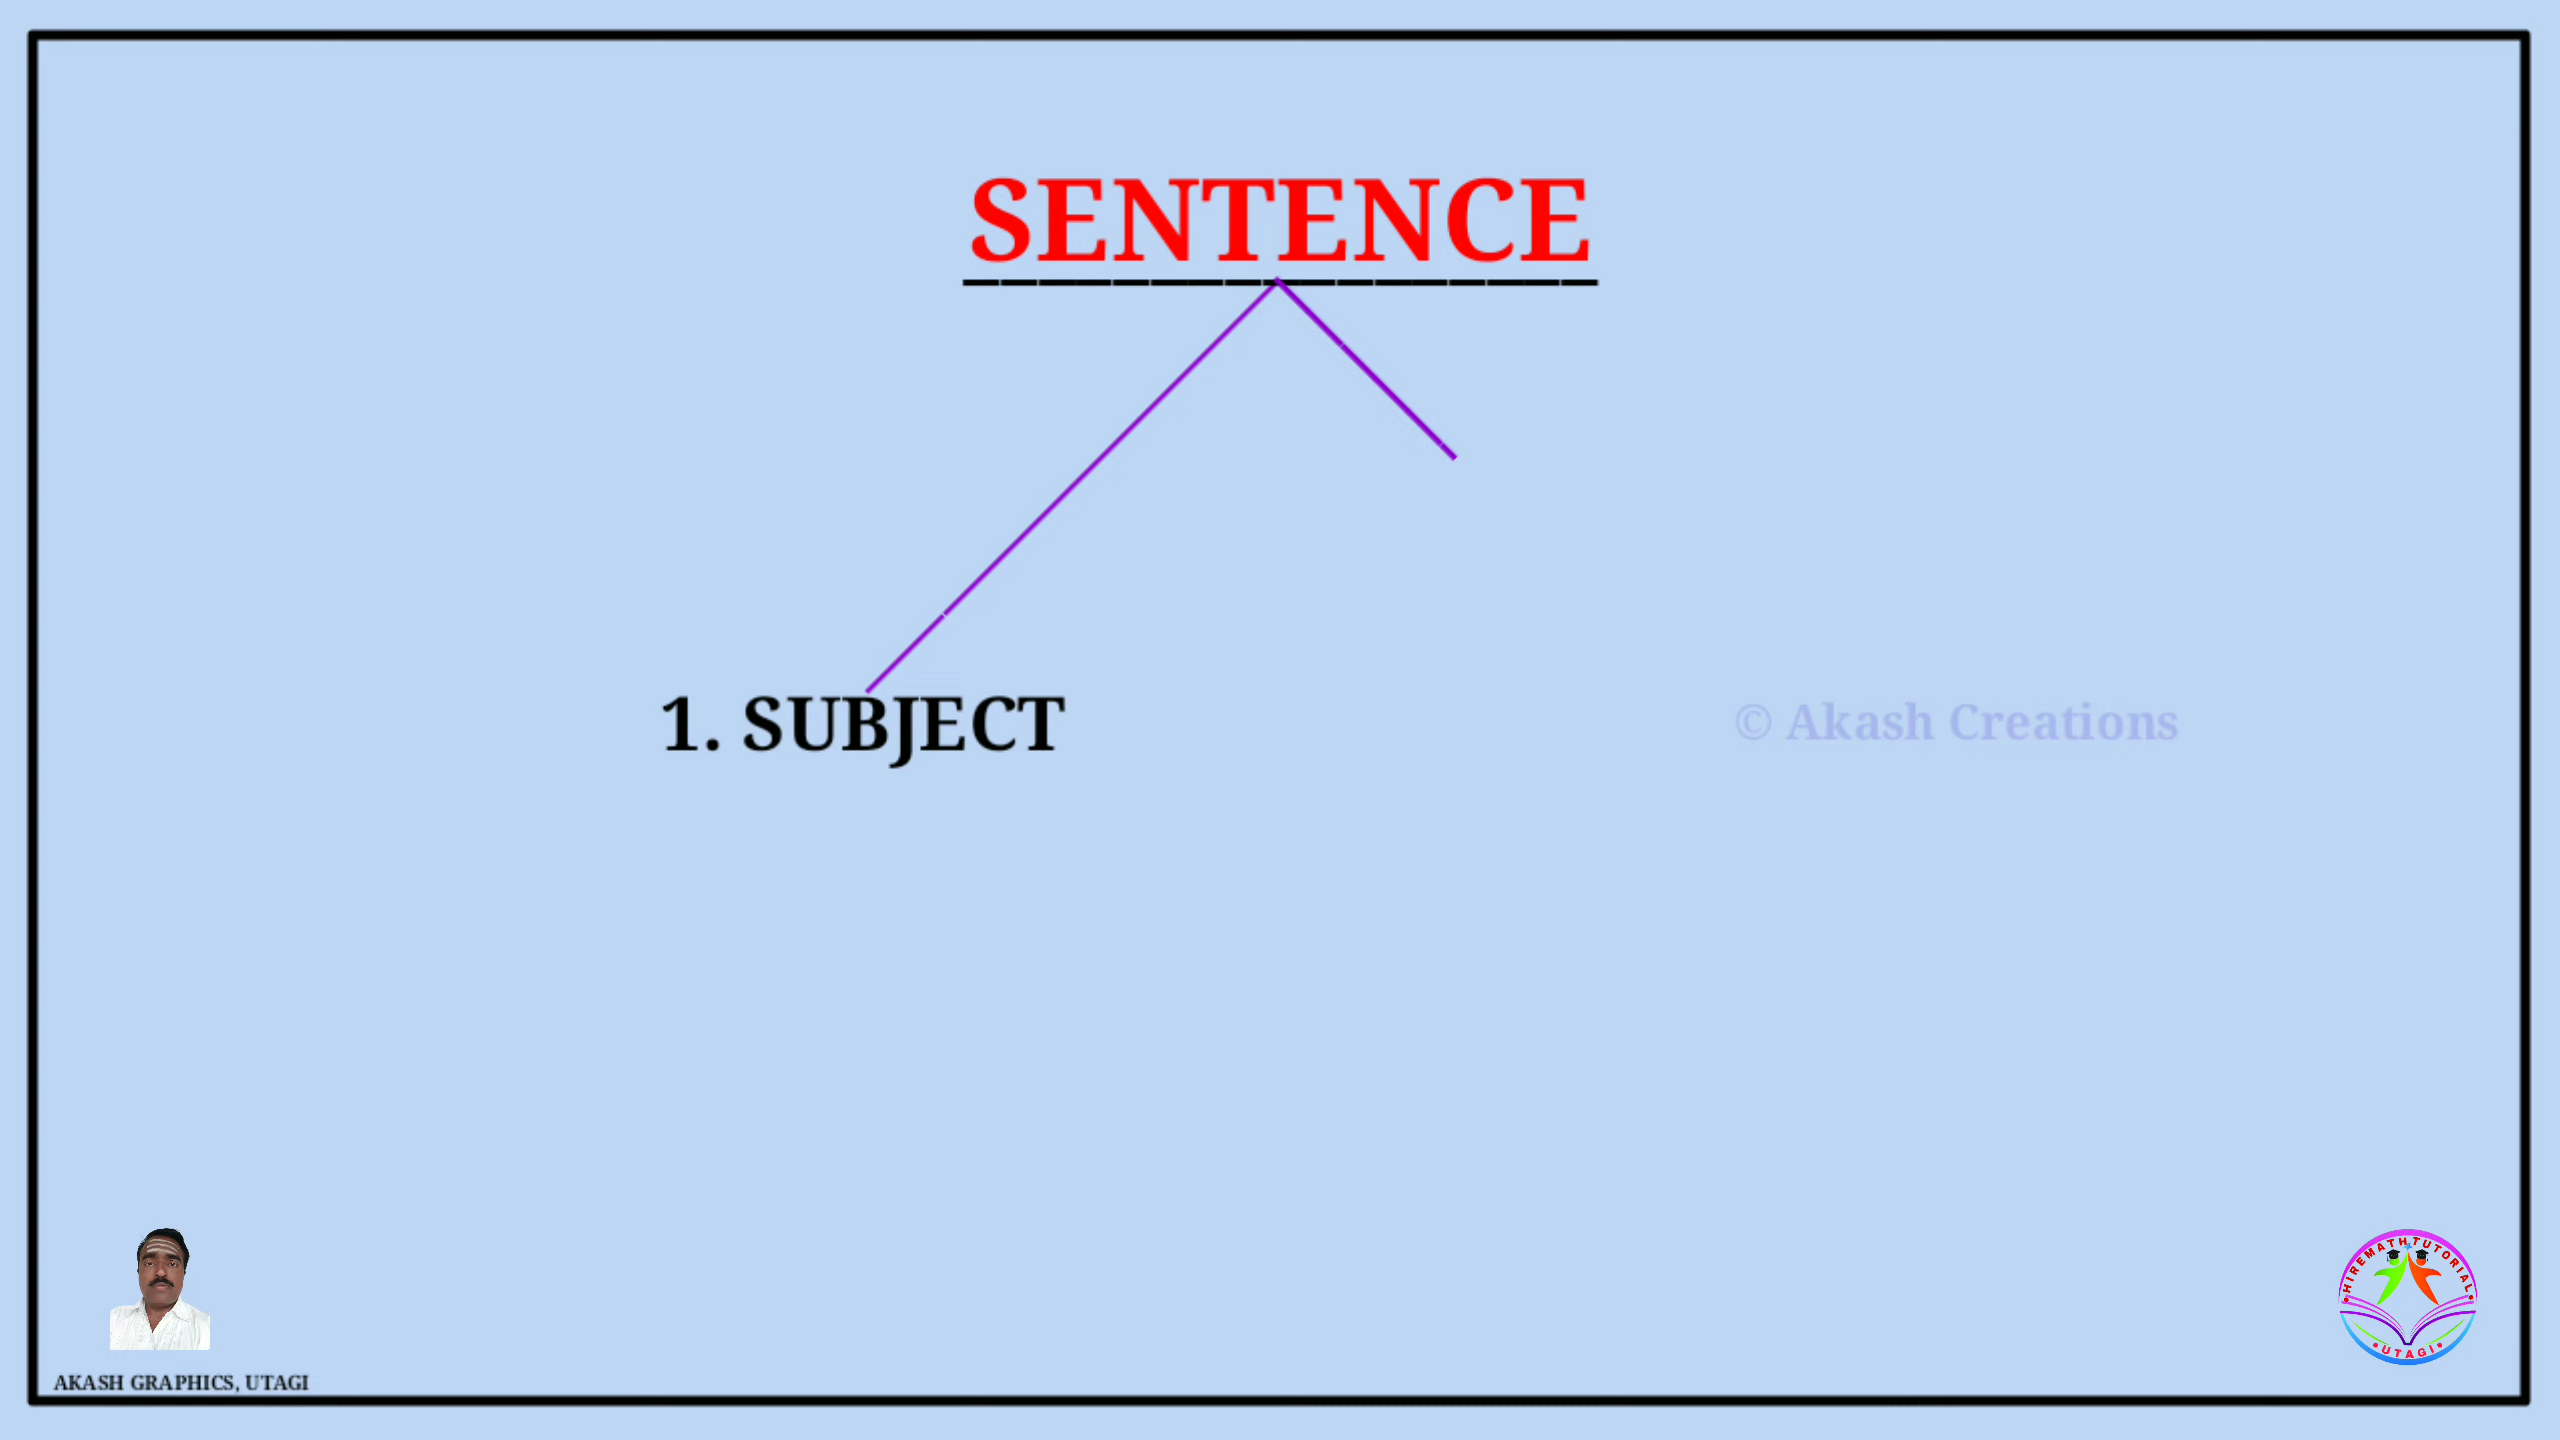 SENTENCE
1. SUBJECT
© Akash Creations
HIREMATH TUTORIAL
UTAGI
AKASH GRAPHICS, UTAGI